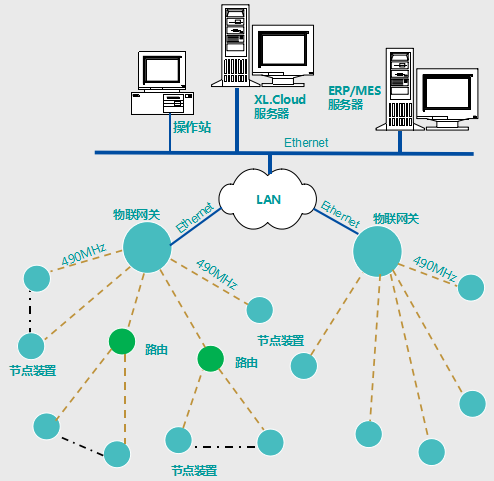 XL.Cloud
服务器
ERP/MES
服务器
操作站
Ethernet
LAN
Ethernet
Ethernet
物联网关
物联网关
490MHz
490MHz
490MHz
节点装置
路由
路由
节点装置
节点装置